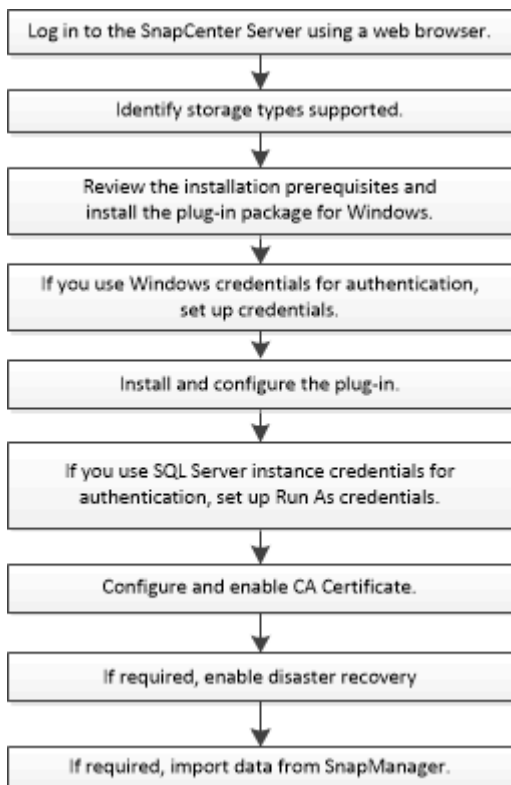 Log in to the SnapCenter Server using a web browser.
Identify storage types supported.
Review the installation prerequisites and
install the plug-in package for Windows.
If you use Windows credentials for authentication,
set up credentials.
Install and configure the plug-in.
If you use SQL Server instance credentials for
authentication, set up Run As credentials.
Configure and enable CA Certificate.
If required, enable disaster recovery
If required, import data from SnapManager.